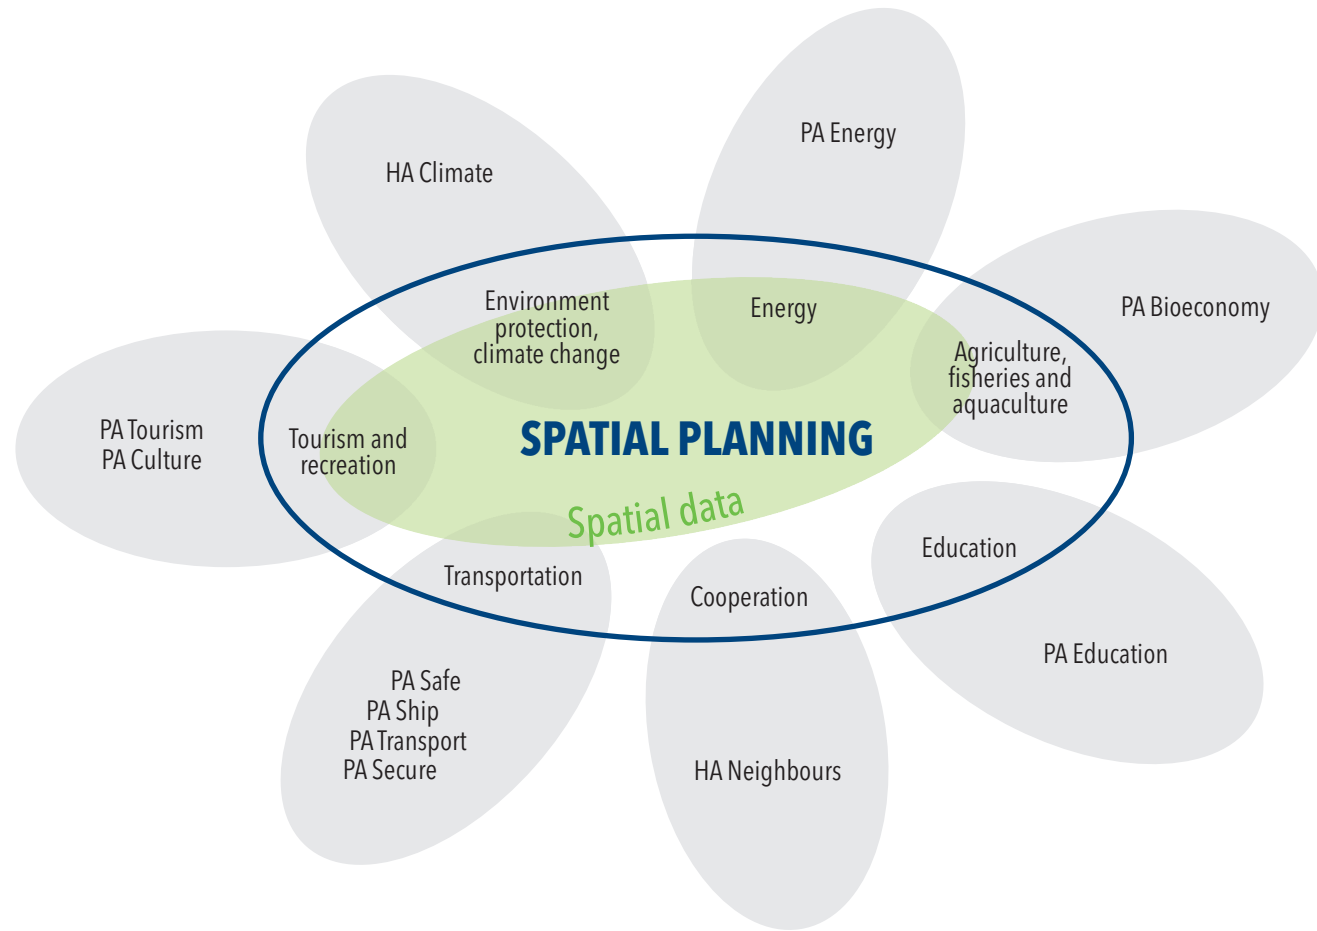 PA Energy
HA Climate
Environment
protection,
climate change
Energy
PA Bioeconomy
Agriculture,
fisheries and
aquaculture
PA Tourism
PA Culture
Tourism and
recreation
SPATIAL PLANNING
Spatial data
Transportation
Cooperation
Education
PA Education
PA Safe
PA Ship
PA Transport
PA Secure
HA Neighbours